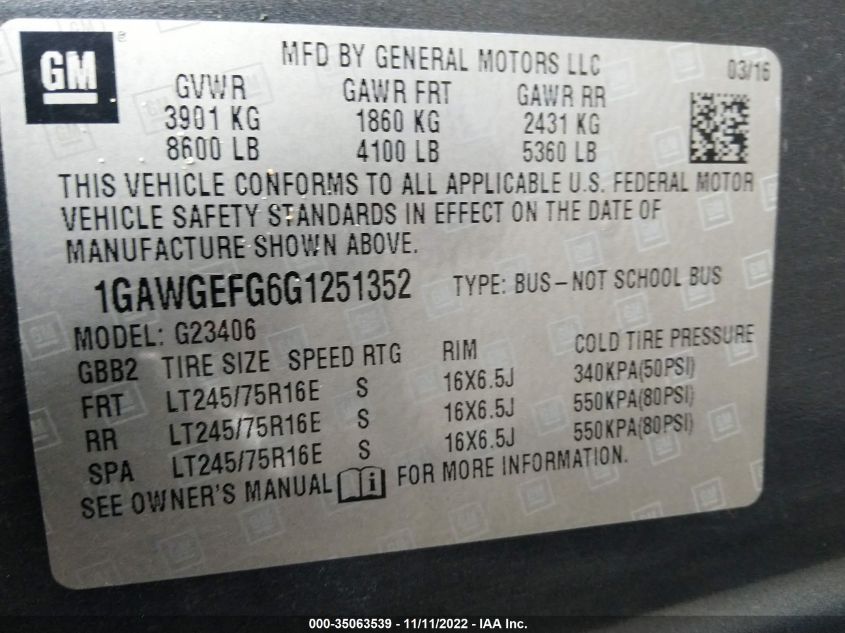 GM
MFD BY GENERAL MOTORS LLC 03/16
GVWR GAWR FRT GAWR RR
3901 KG 1860 KG 2431 KG
8600 LB 4100 LB 5360 LB
THIS VEHICLE CONFORMS TO ALL APPLICABLE U.S. FEDERAL MOTOR
VEHICLE SAFETY STANDARDS IN EFFECT ON THE DATE OF
MANUFACTURE SHOWN ABOVE.
1GAWGEFG6G1251352 TYPE: BUS-NOT SCHOOL BUS
MODEL: G23406
GBB2 TIRE SIZE SPEED RTG RIM COLD TIRE PRESSURE
FRT LT245/75R16E S 16X6.5J 340KPA(50PSI)
RR LT245/75R16E S 16X6.5J 550KPA(80PSI)
SPA LT245/75R16E S 16X6.5J 550KPA(80PSI)
SEE OWNER'S MANUAL i FOR MORE INFORMATION.
000-35063539 - 11/11/2022 - IAA Inc.